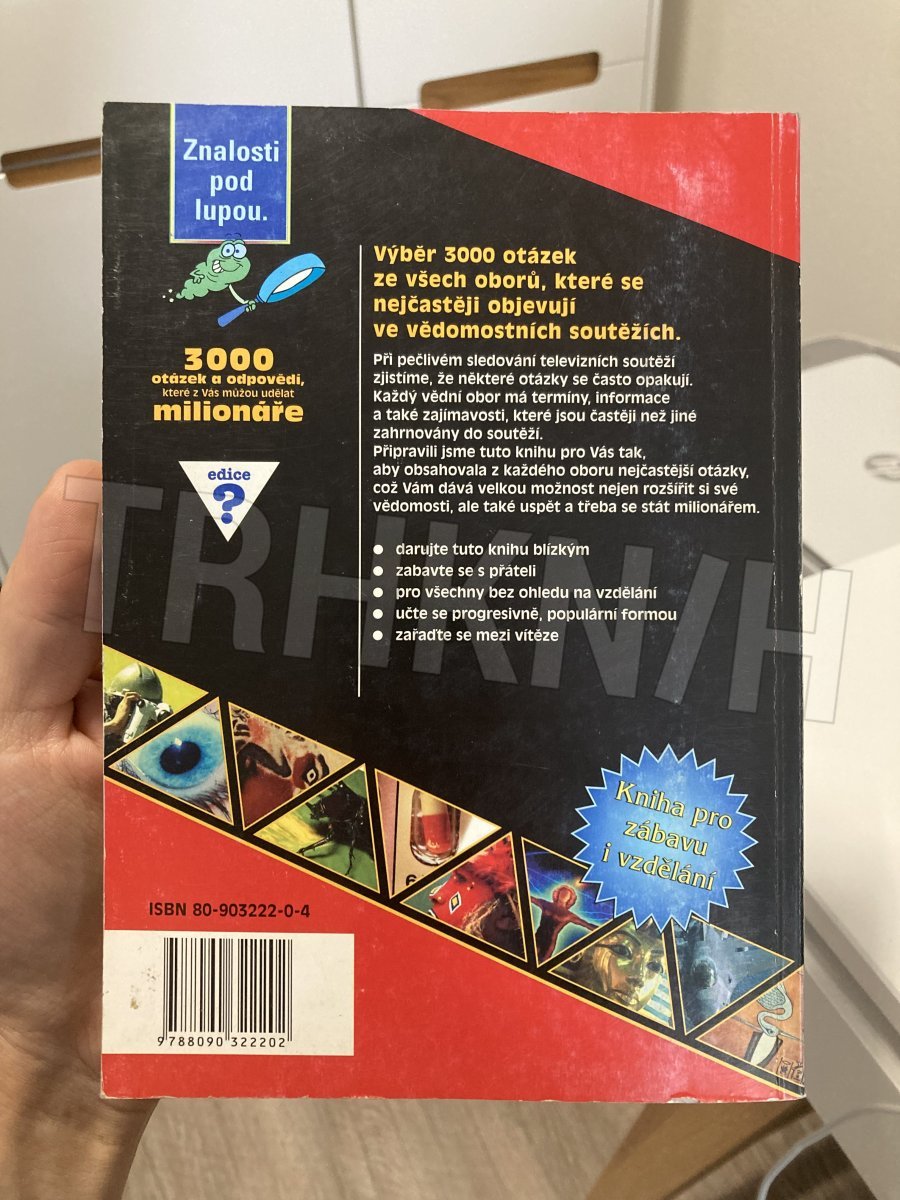 Znalosti
pod
lupou.
3000
otázek a odpovědí,
které z Vás můžou udělat
milionáře
edice
?
Výběr 3000 otázek
ze všech oborů, které se
nejčastěji objevují
ve vědomostních soutěžích.
Při pečlivém sledování televizních soutěží
zjistíme, že některé otázky se často opakují.
Každý vědní obor má termíny, informace
a také zajímavosti, které jsou častěji než jiné
zahrnovány do soutěží.
Připravili jsme tuto knihu pro Vás tak,
aby obsahovala z každého oboru nejčastější otázky,
což Vám dává velkou možnost nejen rozšířit si své
vědomosti, ale také uspět a třeba se stát milionářem.
● darujte tuto knihu blízkým
● zabavte se s přáteli
● pro všechny bez ohledu na vzdělání
● učte se progresivně, populární formou
● zařaďte se mezi vítěze
TRHKN/H
Kniha pro
zábavu
i vzdělání
ISBN 80-903222-0-4
9 788090 322202